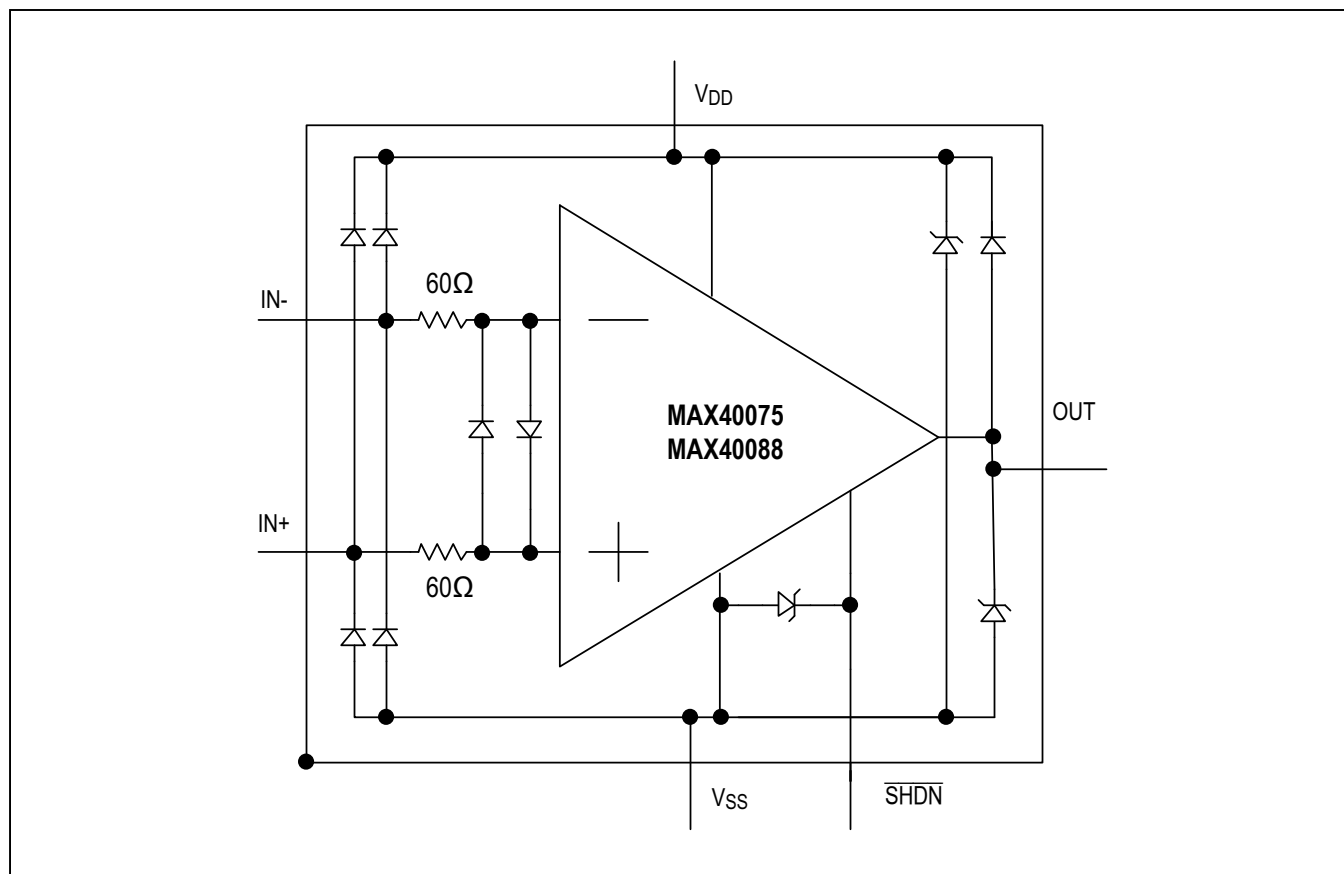 VDD
60Ω
IN-
OUT
MAX40075
MAX40088
IN+
60Ω
VSS
SHDN